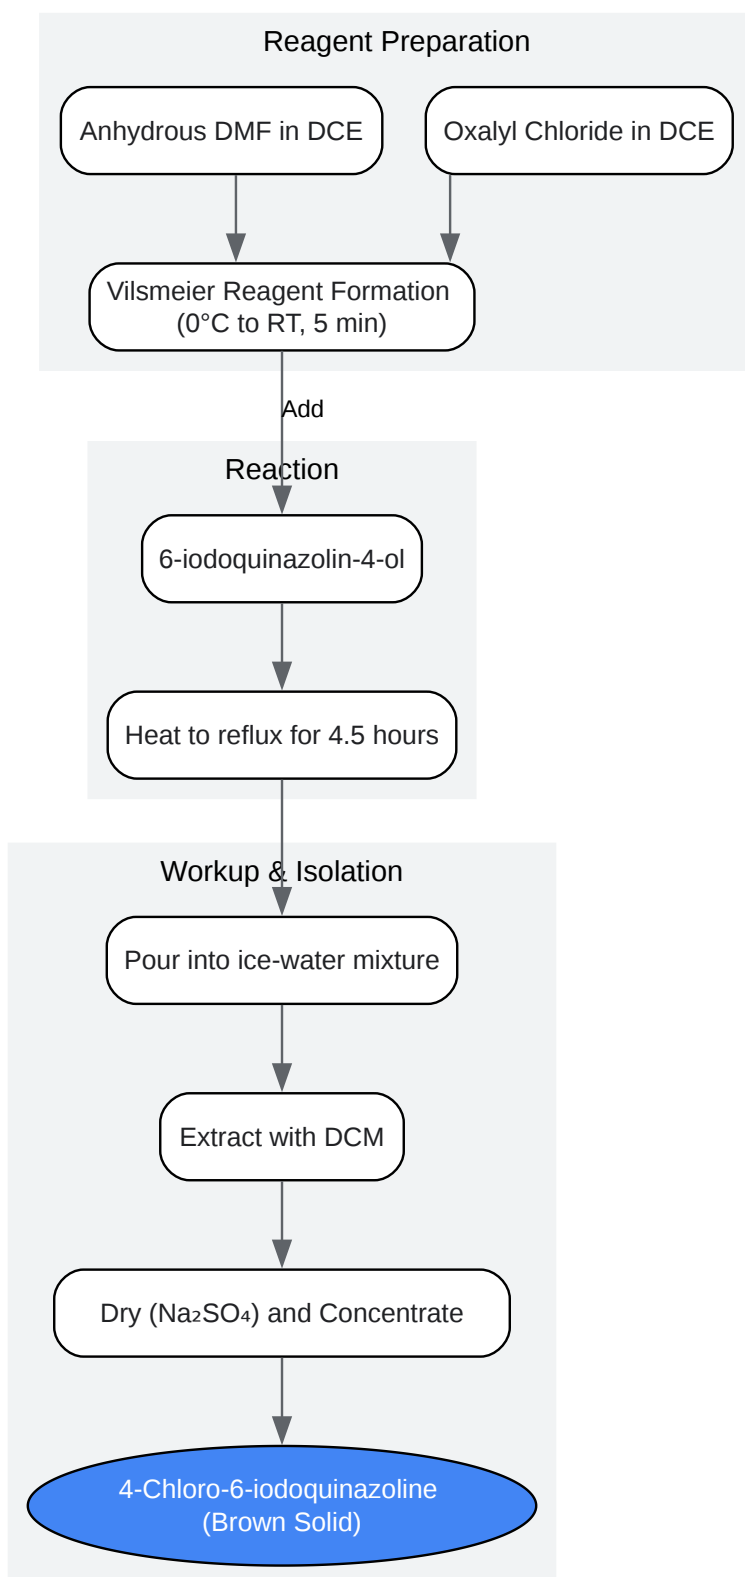 Reagent Preparation
Anhydrous DMF in DCE
Oxalyl Chloride in DCE
Vilsmeier Reagent Formation
(0°C to RT, 5 min)
Add
Reaction
6-iodoquinazolin-4-ol
Heat to reflux for 4.5 hours
Workup & Isolation
Pour into ice-water mixture
Extract with DCM
Dry (Na₂SO₄) and Concentrate
4-Chloro-6-iodoquinazoline
(Brown Solid)